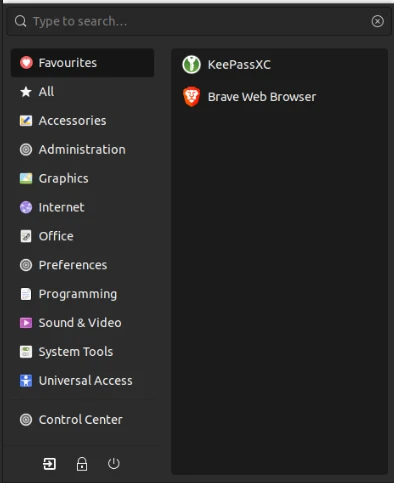 Type to search...
Favourites
All
Accessories
Administration
Graphics
Internet
Office
Preferences
Programming
Sound & Video
System Tools
Universal Access
Control Center
KeePassXC
Brave Web Browser